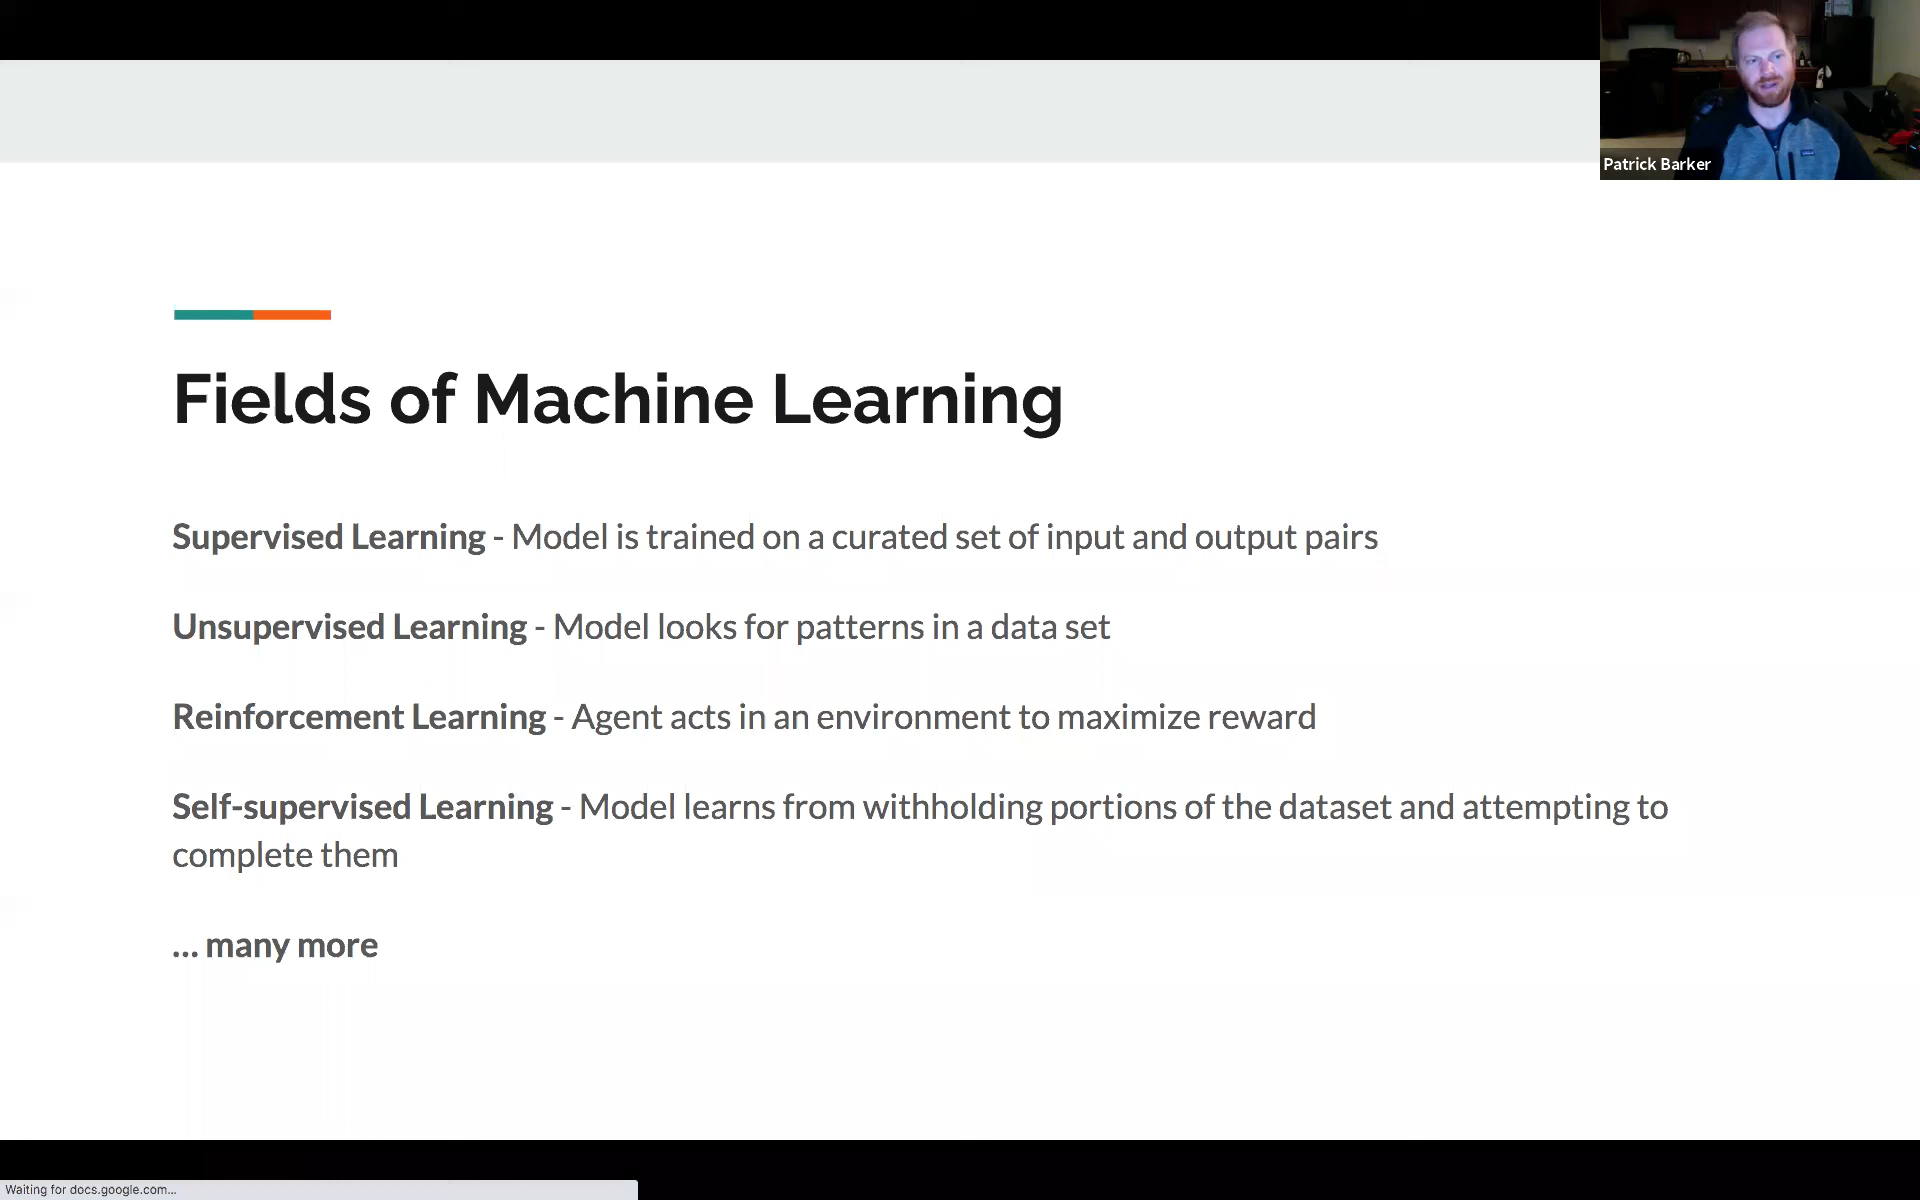 Patrick Barker
Fields of Machine Learning
Supervised Learning - Model is trained on a curated set of input and output pairs
Unsupervised Learning - Model looks for patterns in a data set
Reinforcement Learning - Agent acts in an environment to maximize reward
Self-supervised Learning - Model learns from withholding portions of the dataset and attempting to
complete them
... many more
Waiting for docs.google.com...